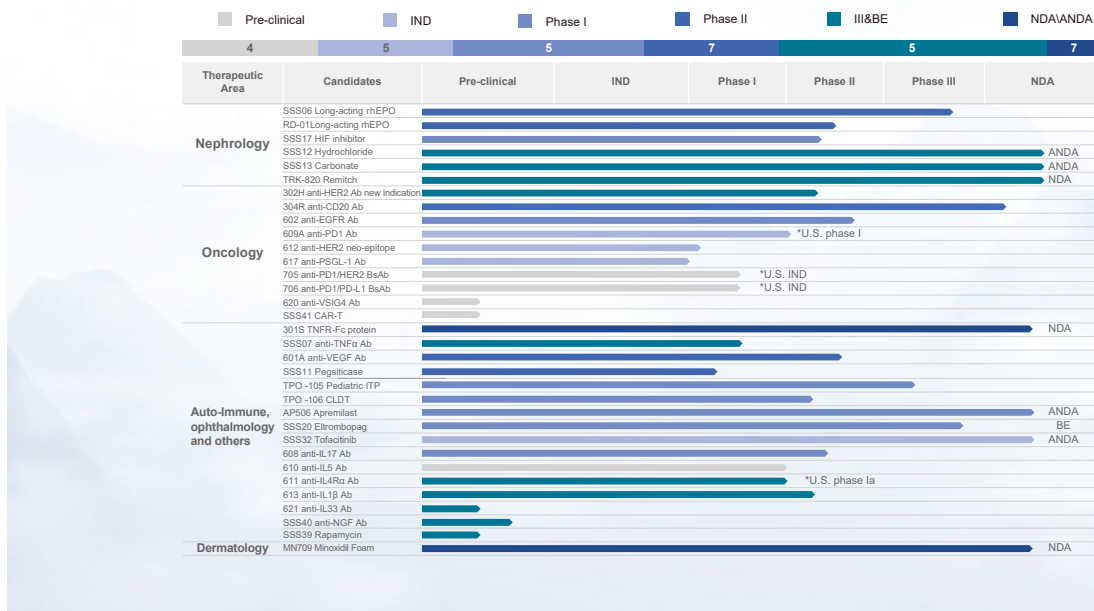 Pre-clinical IND Phase I Phase II III&BE NDA\ANDA
4 5 5 7 5 7
Therapeutic Area Candidates Pre-clinical IND Phase I Phase II Phase III NDA
Nephrology
SSS06 Long-acting rhEPO
RD-01Long-acting rhEPO
SSS17 HIF inhibitor
SSS12 Hydrochloride ANDA
SSS13 Carbonate ANDA
TRK-820 Remitch NDA
Oncology
302H anti-HER2 Ab new indication
304R anti-CD20 Ab
602 anti-EGFR Ab
609A anti-PD1 Ab *U.S. phase I
612 anti-HER2 neo-epitope
617 anti-PSGL-1 Ab
705 anti-PD1/HER2 BsAb *U.S. IND
706 anti-PD1/PD-L1 BsAb *U.S. IND
620 anti-VSIG4 Ab
SSS41 CAR-T
Auto-Immune,
ophthalmology
and others
301S TNFR-Fc protein NDA
SSS07 anti-TNFα Ab
601A anti-VEGF Ab
SSS11 Pegsiticase
TPO -105 Pediatric ITP
TPO -106 CLDT
AP506 Apremilast ANDA
SSS20 Eltrombopag BE
SSS32 Tofacitinib ANDA
608 anti-IL17 Ab
610 anti-IL5 Ab
611 anti-IL4Rα Ab *U.S. phase Ia
613 anti-IL1β Ab
621 anti-IL33 Ab
SSS40 anti-NGF Ab
SSS39 Rapamycin
Dermatology
MN709 Minoxidil Foam NDA